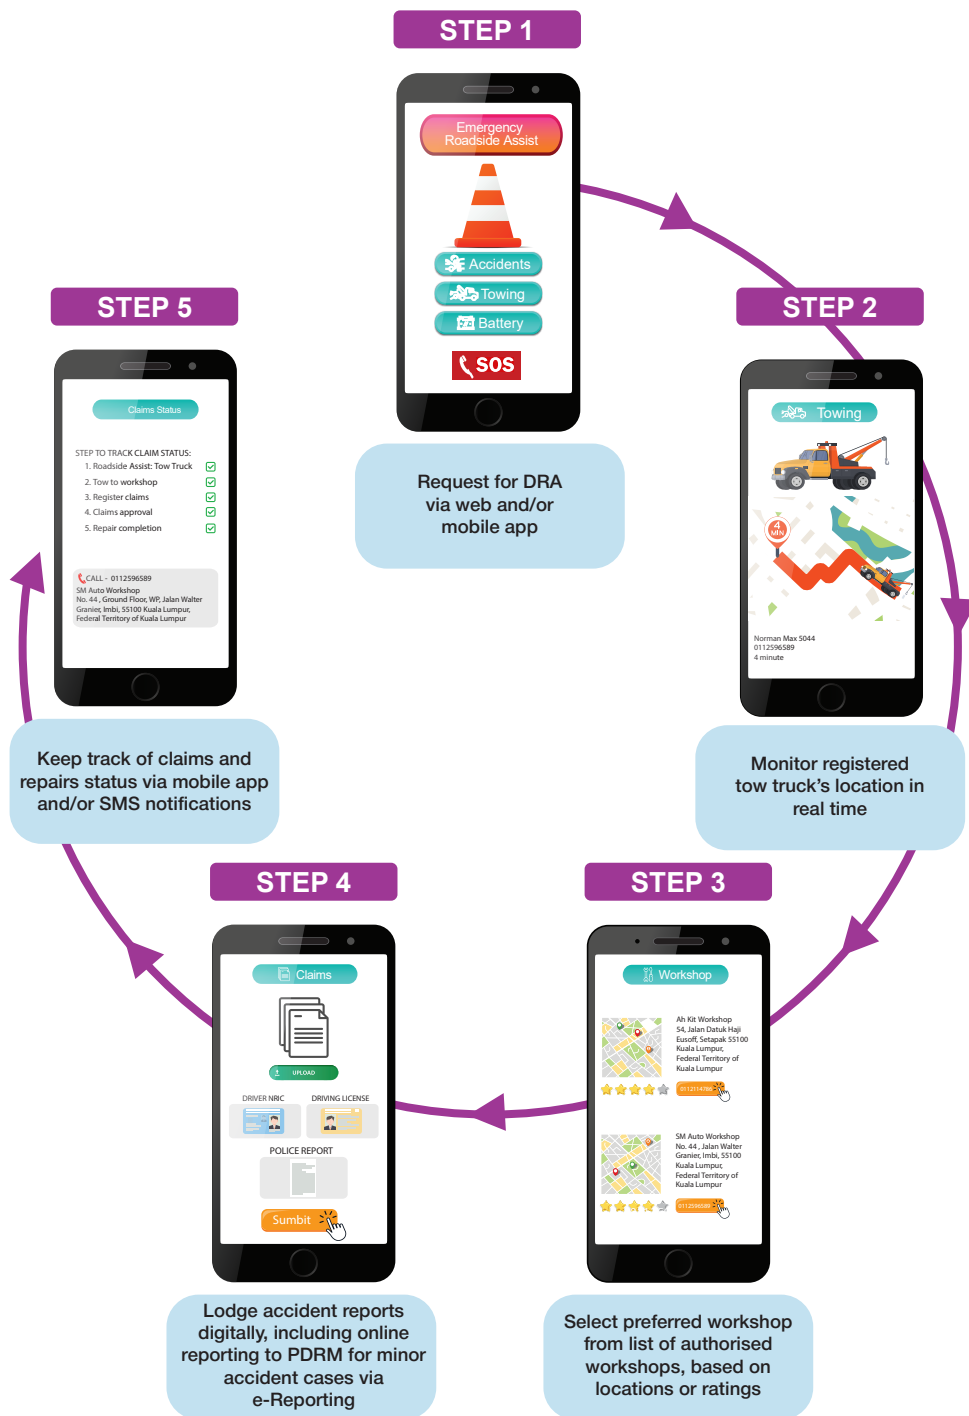 STEP 1
Emergency
Roadside Assist
Accidents
Towing
Battery
SOS
Request for DRA
via web and/or
mobile app
STEP 2
Towing
4
MIN
Norman Max 5044
0112596589
4 minute
Monitor registered
tow truck's location in
real time
STEP 3
Workshop
Ah Kit Workshop
54, Jalan Datuk Haji
Eusoff, Setapak 55100
Kuala Lumpur,
Federal Territory of
Kuala Lumpur
0112114786
SM Auto Workshop
No. 44 , Jalan Walter
Granier, Imbi, 55100
Kuala Lumpur,
Federal Territory of
Kuala Lumpur
0112596589
Select preferred workshop
from list of authorised
workshops, based on
locations or ratings
STEP 4
Claims
UPLOAD
DRIVER NRIC
DRIVING LICENSE
POLICE REPORT
Sumbit
Lodge accident reports
digitally, including online
reporting to PDRM for minor
accident cases via
e-Reporting
STEP 5
Claims Status
STEP TO TRACK CLAIM STATUS:
1. Roadside Assist: Tow Truck
2. Tow to workshop
3. Register claims
4. Claims approval
5. Repair completion
CALL - 0112596589
SM Auto Workshop
No. 44 , Ground Floor, WP, Jalan Walter
Granier, Imbi, 55100 Kuala Lumpur,
Federal Territory of Kuala Lumpur
Keep track of claims and
repairs status via mobile app
and/or SMS notifications